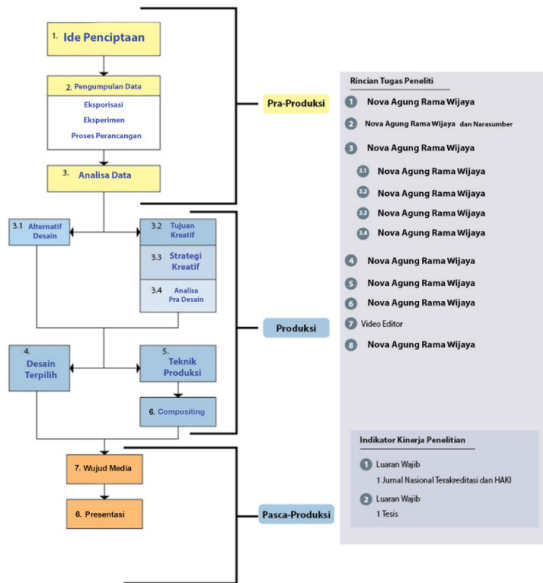 1. Ide Penciptaan
2. Pengumpulan Data
Eksporisasi
Eksperimen
Proses Perancangan
3. Analisa Data
Pra-Produksi
3.1 Alternatif
Desain
3.2 Tujuan
Kreatif
3.3 Strategi
Kreatif
3.4 Analisa
Pra Desain
Produksi
4.
Desain
Terpilih
5.
Teknik
Produksi
6. Compositing
7. Wujud Media
6. Presentasi
Pasca-Produksi
Rincian Tugas Peneliti
1 Nova Agung Rama Wijaya
2 Nova Agung Rama Wijaya dan Narasumber
3 Nova Agung Rama Wijaya
3.1 Nova Agung Rama Wijaya
3.2 Nova Agung Rama Wijaya
3.3 Nova Agung Rama Wijaya
3.4 Nova Agung Rama Wijaya
4 Nova Agung Rama Wijaya
5 Nova Agung Rama Wijaya
6 Nova Agung Rama Wijaya
7 Video Editor
8 Nova Agung Rama Wijaya
Indikator Kinerja Penelitian
1 Luaran Wajib
1 Jurnal Nasional Terakreditasi dan HAKI
2 Luaran Wajib
1 Tesis